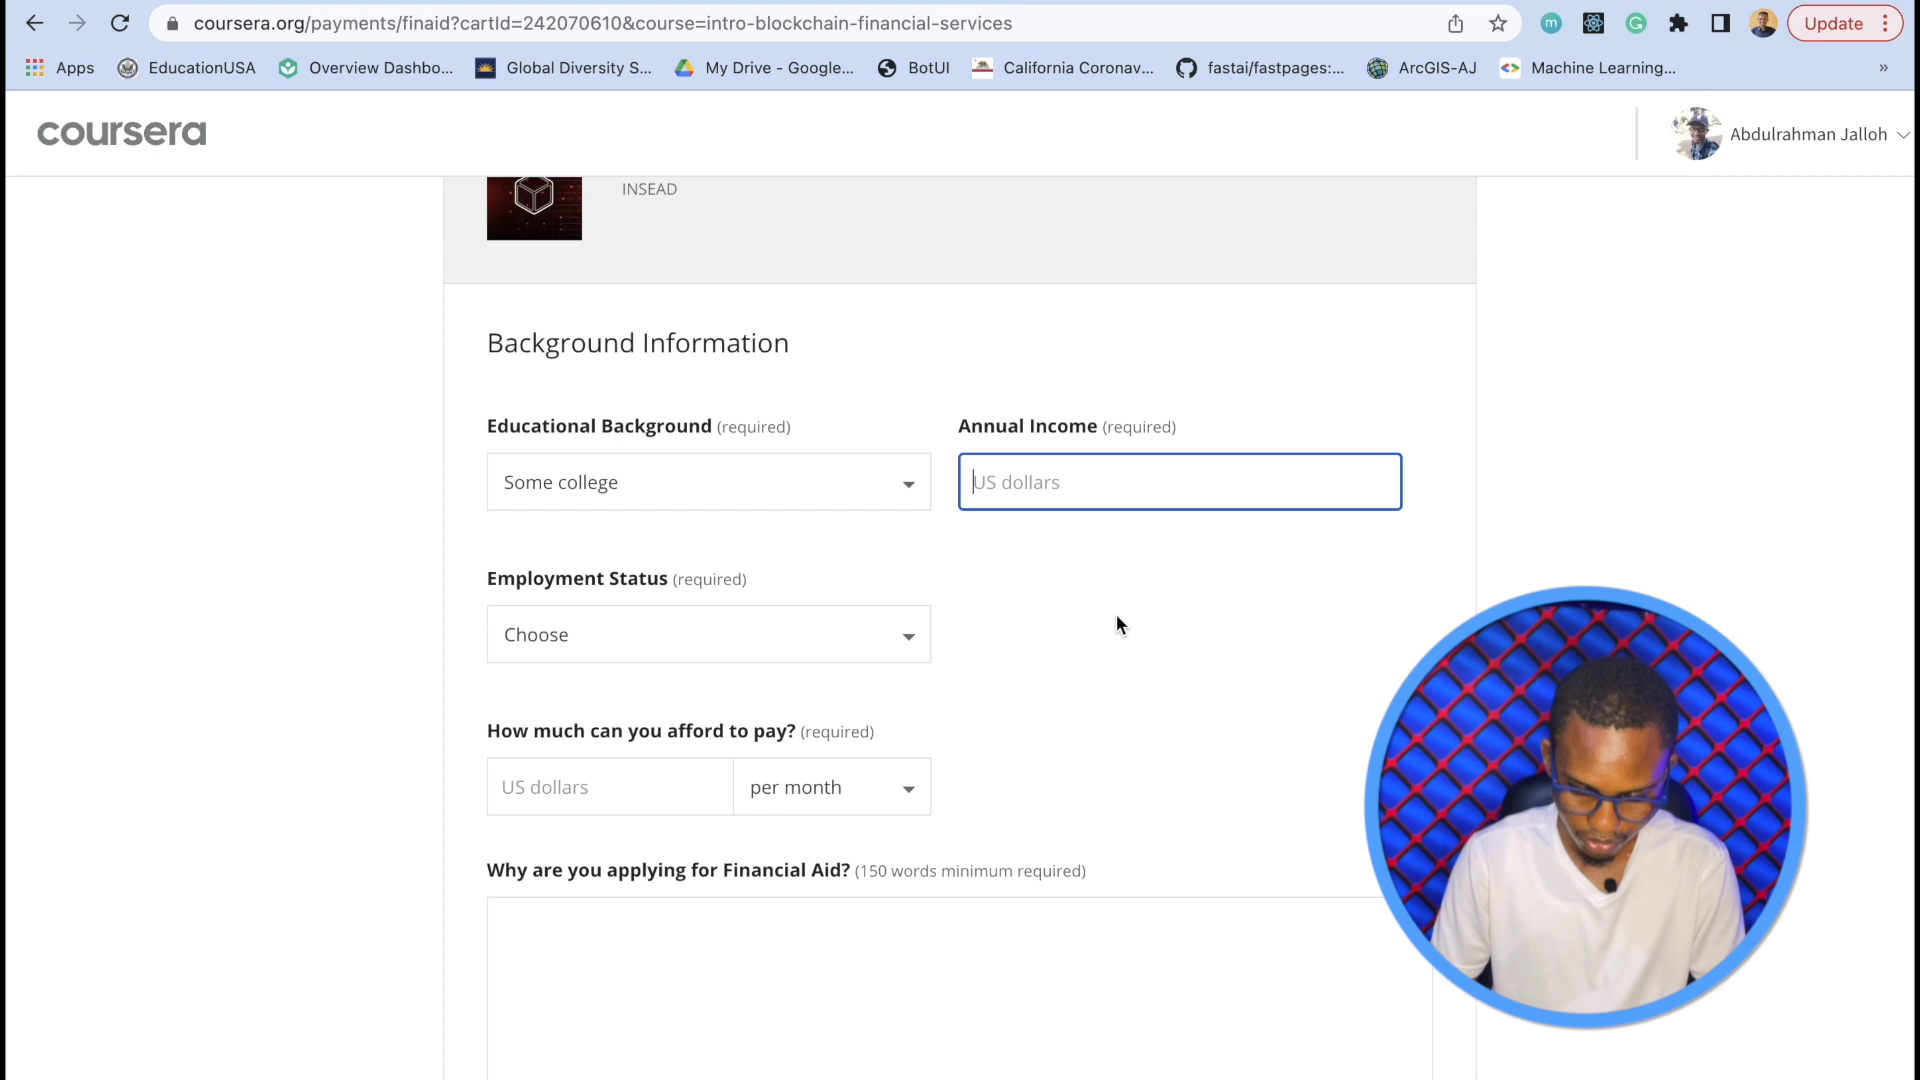 coursera.org/payments/finaid?cartId=242070610&course=intro-blockchain-financial-services
m
G
Update
Apps
EducationUSA
Overview Dashbo...
Global Diversity S...
My Drive - Google...
BotUI
California Coronav...
fastai/fastpages:...
ArcGIS-AJ
Machine Learning...
»
coursera
Abdulrahman Jalloh
INSEAD
Background Information
Educational Background (required)
Annual Income (required)
Some college
US dollars
Employment Status (required)
Choose
How much can you afford to pay? (required)
US dollars
per month
Why are you applying for Financial Aid? (150 words minimum required)